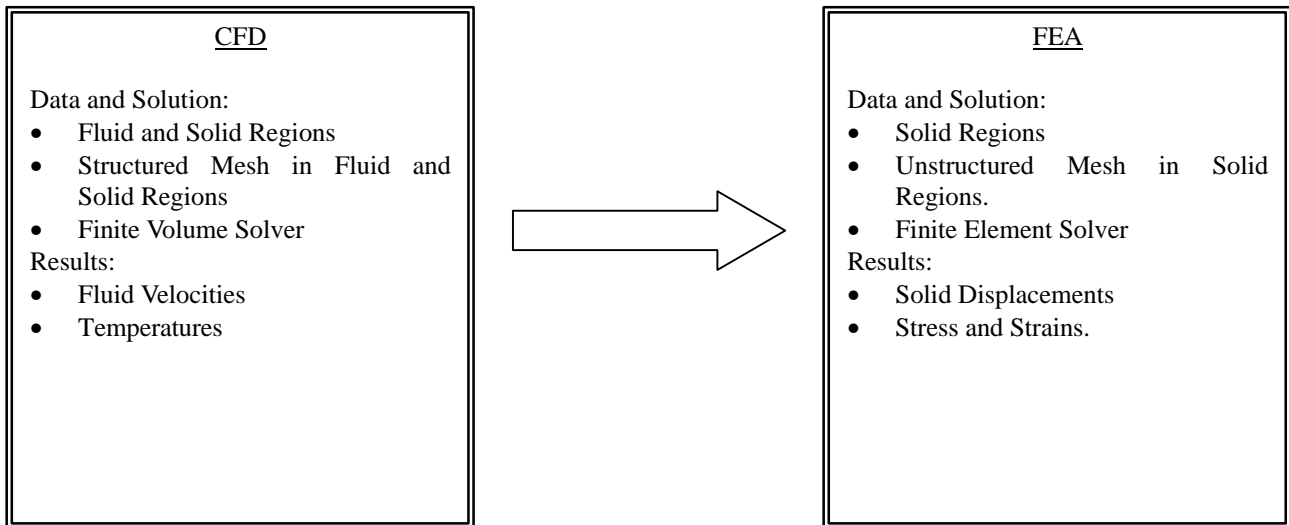 CFD
Data and Solution:
• Fluid and Solid Regions
• Structured Mesh in Fluid and
Solid Regions
• Finite Volume Solver
Results:
• Fluid Velocities
• Temperatures
FEA
Data and Solution:
• Solid Regions
• Unstructured Mesh in Solid
Regions.
• Finite Element Solver
Results:
• Solid Displacements
• Stress and Strains.